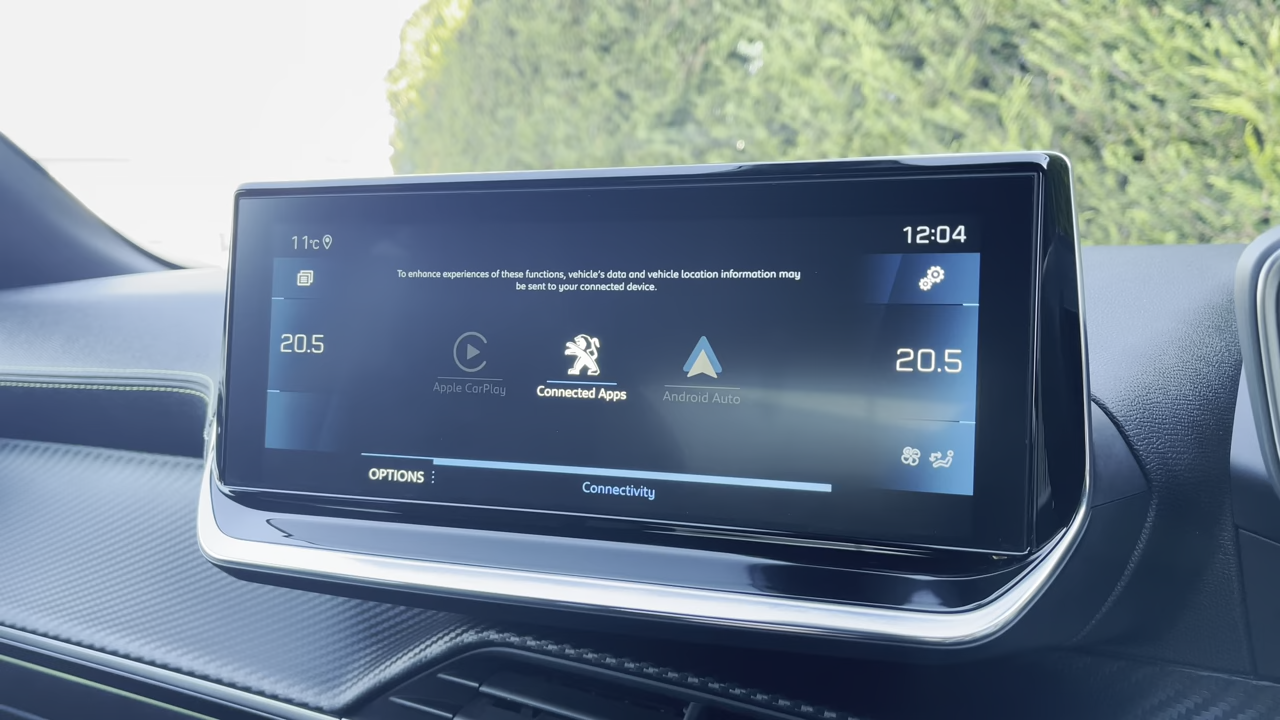 11°C
12:04
To enhance experiences of these functions, vehicle's data and vehicle location information may
be sent to your connected device.
20.5
20.5
Apple CarPlay
Connected Apps
Android Auto
OPTIONS
Connectivity